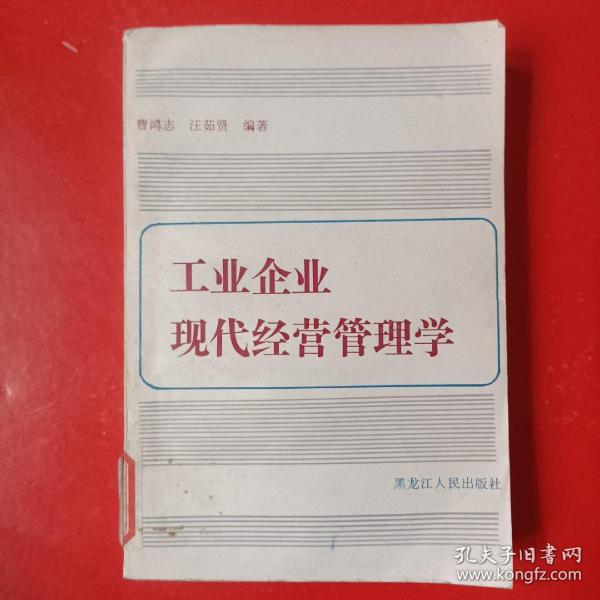 曹鸿志 汪茹贤 编著
工业企业
现代经营管理学
黑龙江人民出版社
孔夫子旧书网
www.kongfz.com